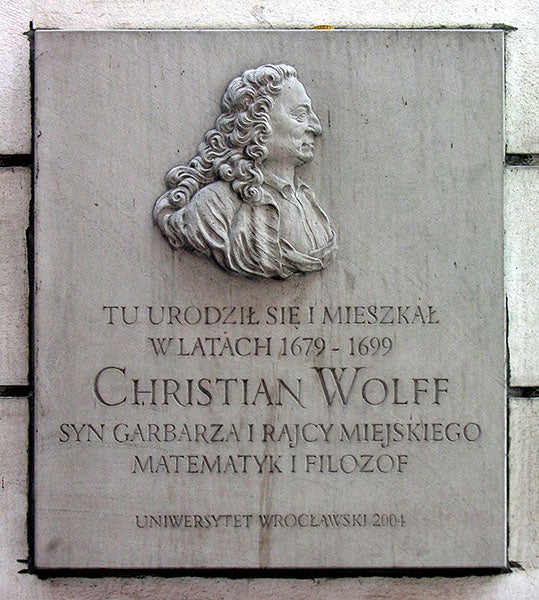 TU URODZIŁ SIĘ I MIESZKAŁ
W LATACH 1679 - 1699
CHRISTIAN WOLFF
SYN GARBARZA I RAJCY MIEJSKIEGO
MATEMATYK I FILOZOF
UNIWERSYTET WROCŁAWSKI 2004